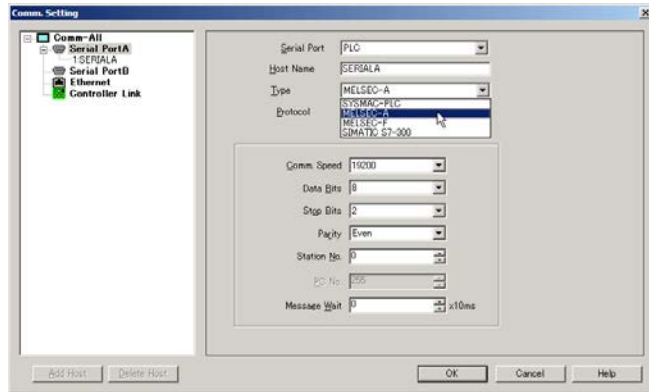 Comm. Setting
Comm-All
Serial PortA
1:SERIALA
Serial PortB
Ethernet
Controller Link
Serial Port PLC
Host Name SERIALA
Type MELSEC-A
SYSMAC-PLC
Protocol MELSEC-A
MELSEC-F
SIMATIC S7-300
Comm. Speed 19200
Data Bits 8
Stop Bits 2
Parity Even
Station No. 0
PC No. 255
Message Wait 0 x10ms
Add Host Delete Host OK Cancel Help